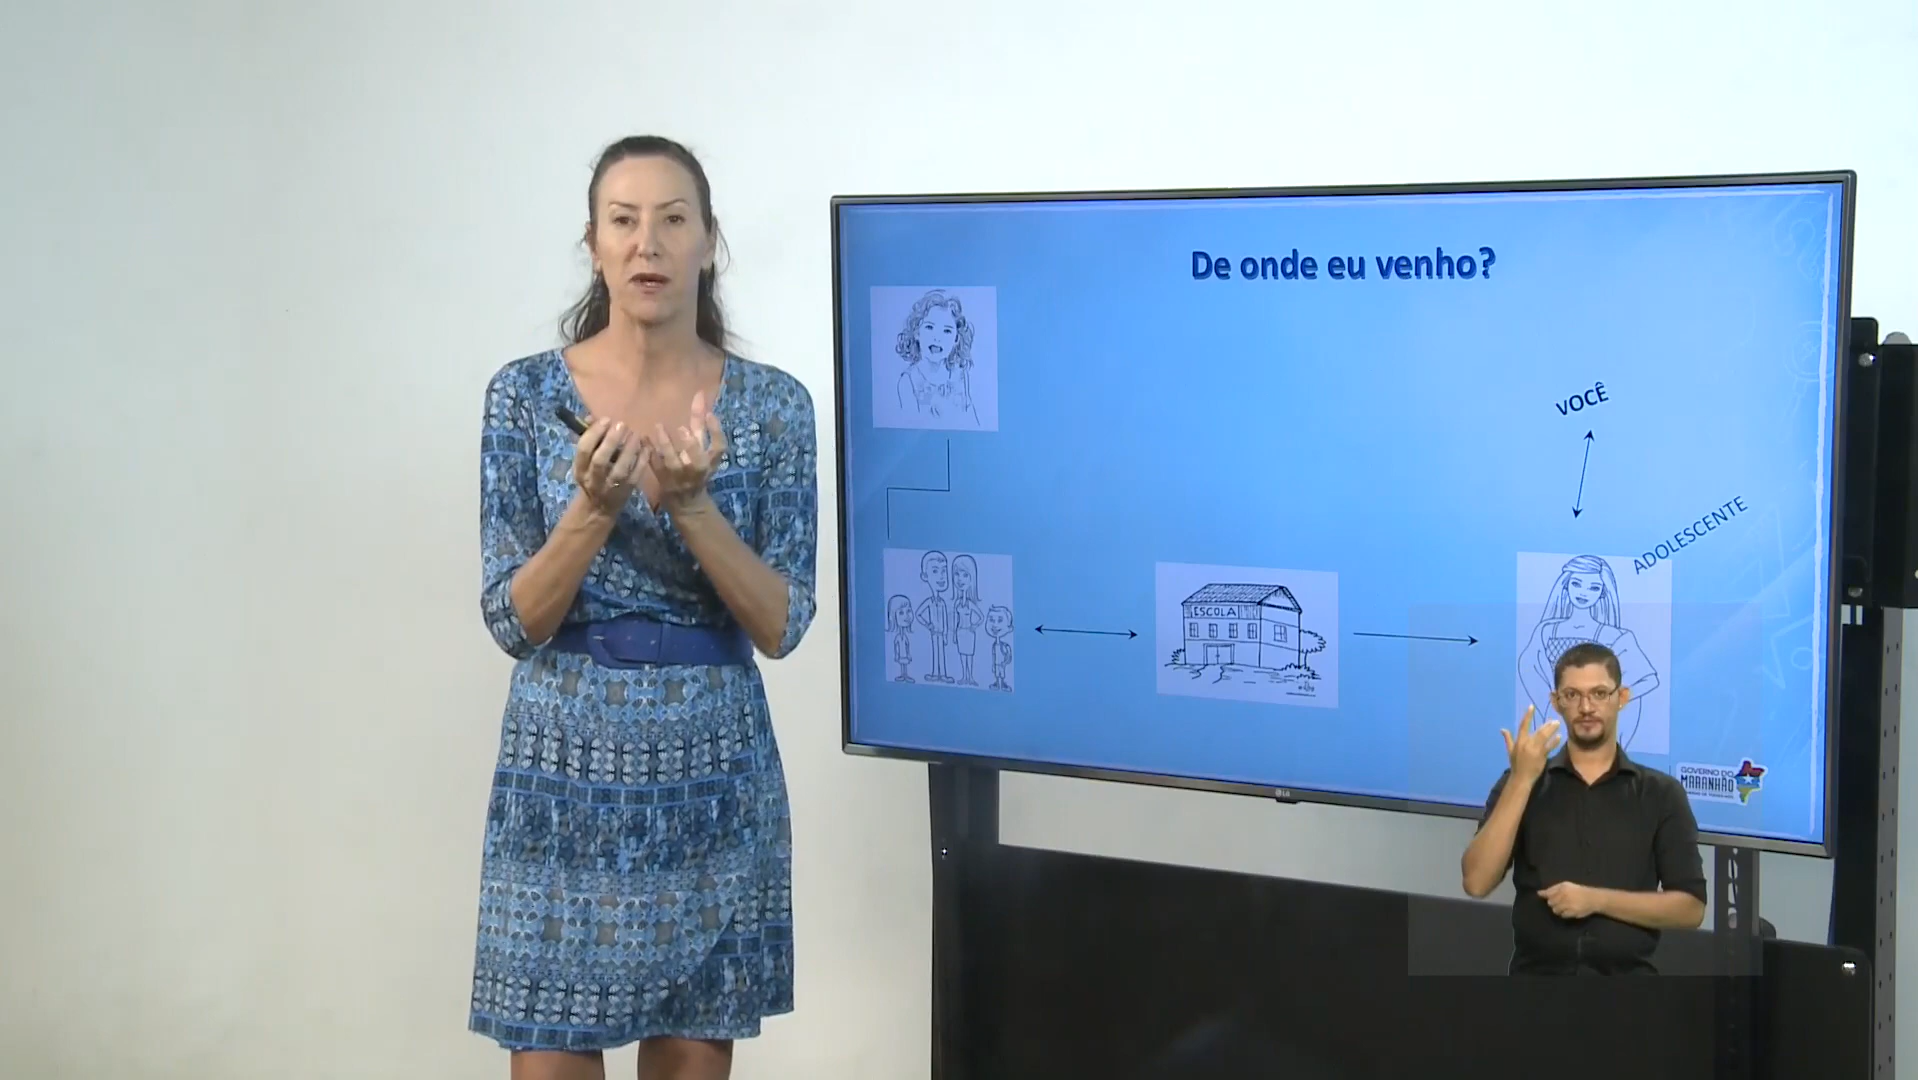 De onde eu venho?
VOCÊ
ADOLESCENTE
ESCOLA
GOVERNO DO
MARANHÃO
LG